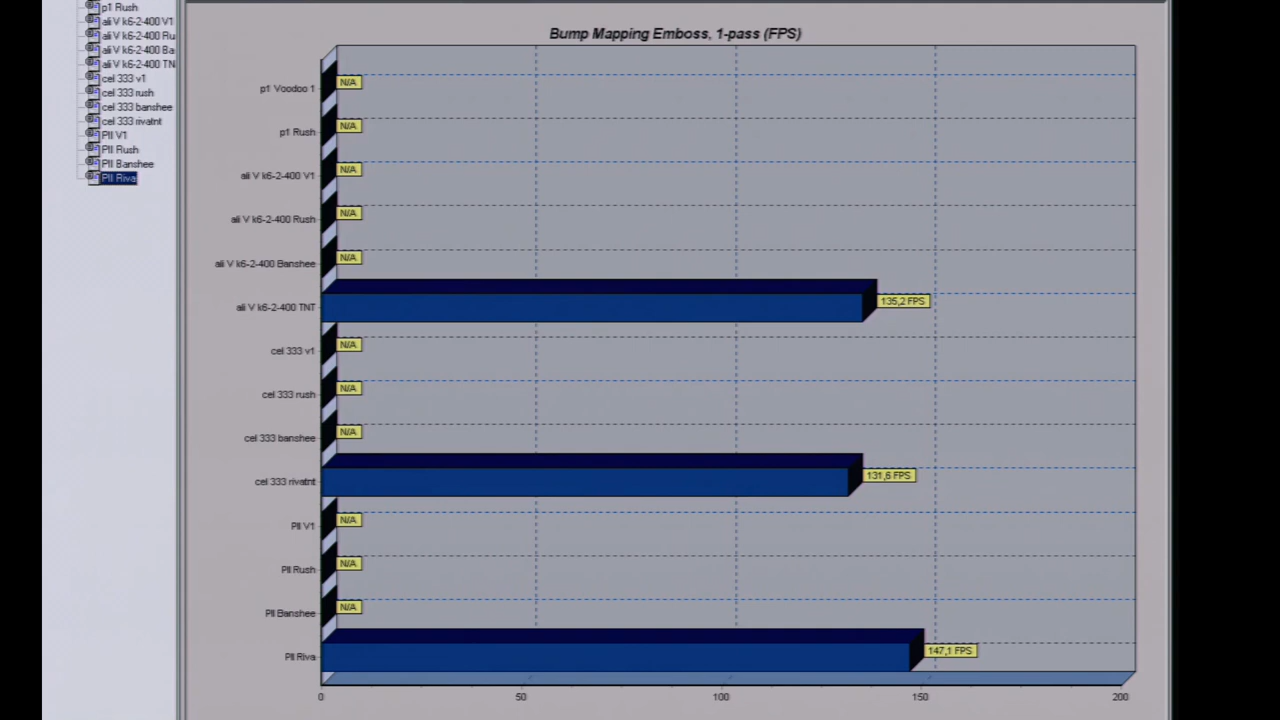 p1 Rush
ali V k6-2-400 V1
ali V k6-2-400 Ru
ali V k6-2-400 Ba
ali V k6-2-400 TN
cel 333 v1
cel 333 rush
cel 333 banshee
cel 333 rivatnt
PII V1
PII Rush
PII Banshee
PII Riva
Bump Mapping Emboss, 1-pass (FPS)
p1 Voodoo 1 N/A
p1 Rush N/A
ali V k6-2-400 V1 N/A
ali V k6-2-400 Rush N/A
ali V k6-2-400 Banshee N/A
ali V k6-2-400 TNT 135,2 FPS
cel 333 v1 N/A
cel 333 rush N/A
cel 333 banshee N/A
cel 333 rivatnt 131,6 FPS
PII V1 N/A
PII Rush N/A
PII Banshee N/A
PII Riva 147,1 FPS
0 50 100 150 200